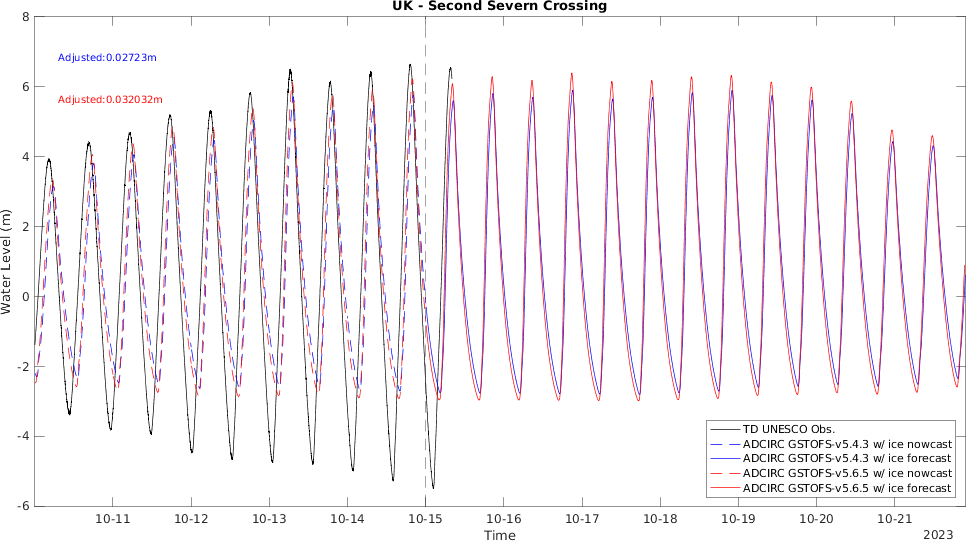 UK - Second Severn Crossing
Adjusted:0.02723m
Adjusted:0.032032m
Water Level (m)
8
6
4
2
0
-2
-4
-6
TD UNESCO Obs.
ADCIRC GSTOFS-v5.4.3 w/ ice nowcast
ADCIRC GSTOFS-v5.4.3 w/ ice forecast
ADCIRC GSTOFS-v5.6.5 w/ ice nowcast
ADCIRC GSTOFS-v5.6.5 w/ ice forecast
10-11 10-12 10-13 10-14 10-15 10-16 10-17 10-18 10-19 10-20 10-21
Time
2023